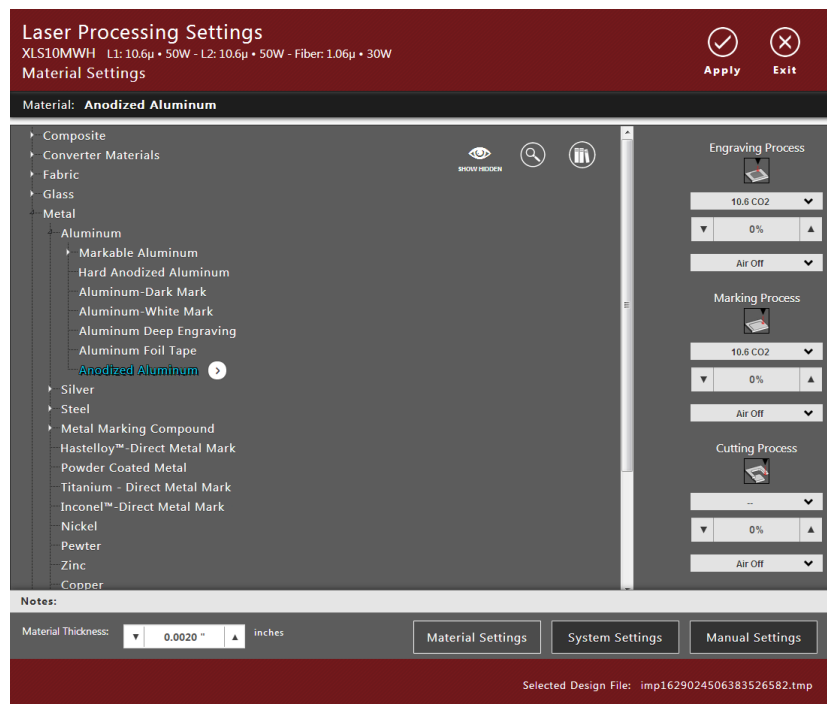 Laser Processing Settings
XLS10MWH L1: 10.6µ • 50W - L2: 10.6µ • 50W - Fiber: 1.06µ • 30W
Material Settings
Apply
Exit
Material: Anodized Aluminum
Composite
Converter Materials
Fabric
Glass
Metal
Aluminum
Markable Aluminum
Hard Anodized Aluminum
Aluminum-Dark Mark
Aluminum-White Mark
Aluminum Deep Engraving
Aluminum Foil Tape
Anodized Aluminum
Silver
Steel
Metal Marking Compound
Hastelloy™-Direct Metal Mark
Powder Coated Metal
Titanium - Direct Metal Mark
Inconel™-Direct Metal Mark
Nickel
Pewter
Zinc
Copper
SHOW HIDDEN
Engraving Process
10.6 CO2
0%
Air Off
Marking Process
10.6 CO2
0%
Air Off
Cutting Process
--
0%
Air Off
Notes:
Material Thickness: 0.0020 " inches
Material Settings
System Settings
Manual Settings
Selected Design File: imp1629024506383526582.tmp